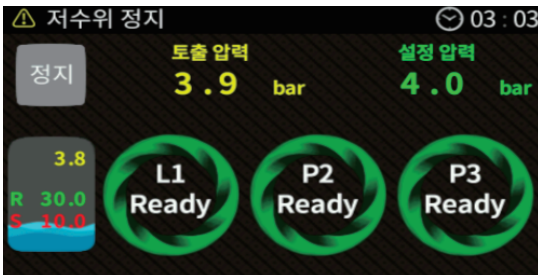 저수위 정지
03 : 03
정지
토출 압력
3.9 bar
설정 압력
4.0 bar
3.8
R 30.0
S 10.0
L1
Ready
P2
Ready
P3
Ready